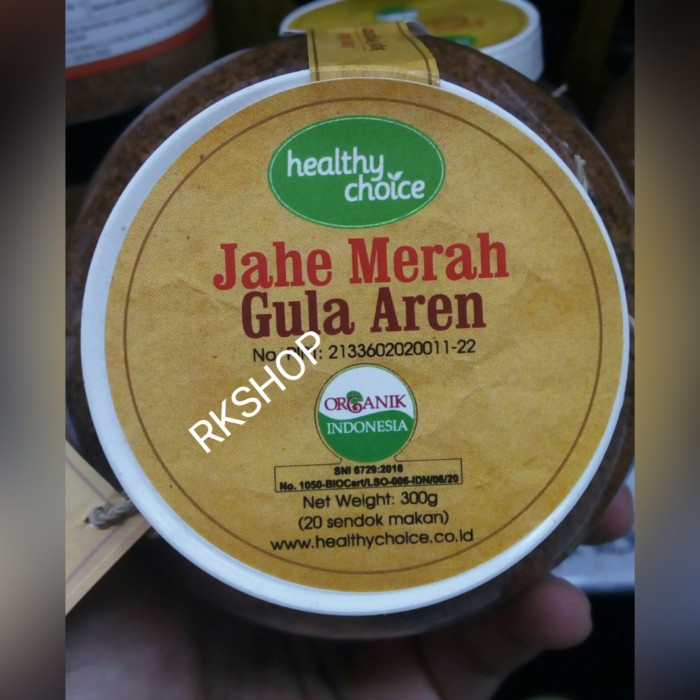 healthy
choice
Jahe Merah
Gula Aren
No. : 2133602020011-22
RKSHOP
ORGANIK
INDONESIA
SNI 6729:2016
No. 1050-BIOCert/LSO-006-IDN/06/20
Net Weight: 300g
(20 sendok makan)
www.healthychoice.co.id